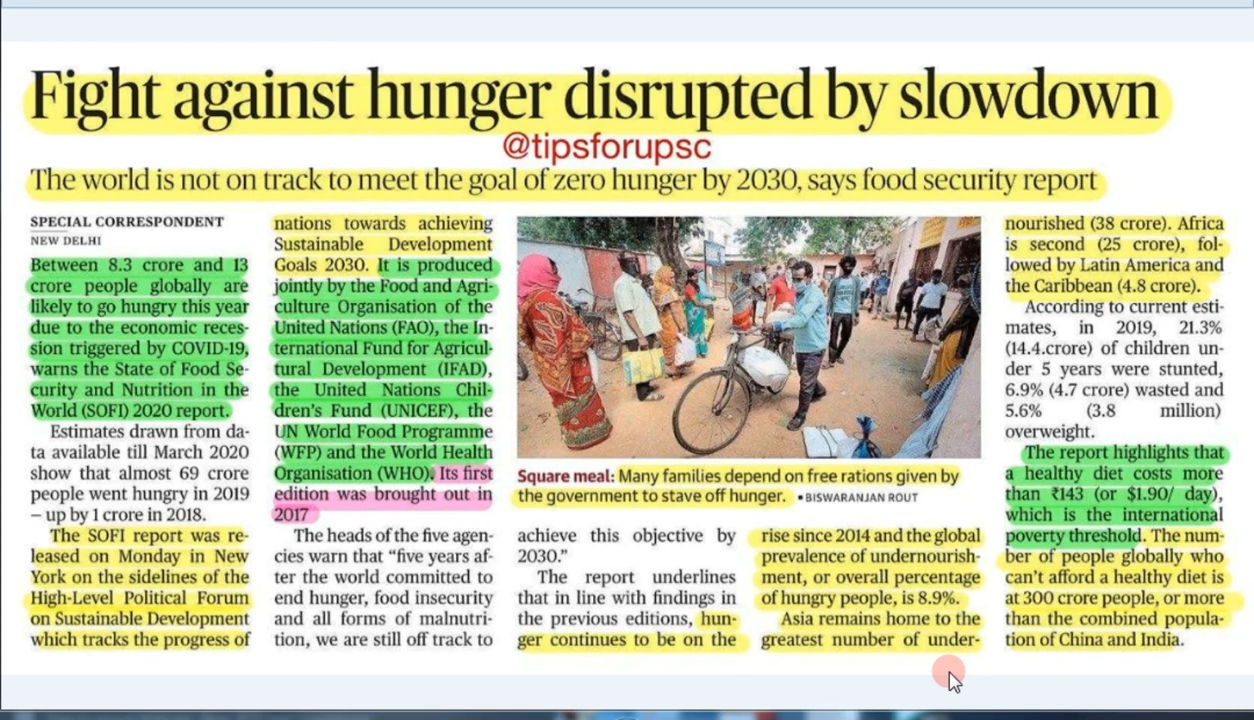 Fight against hunger disrupted by slowdown
@tipsforupsc
The world is not on track to meet the goal of zero hunger by 2030, says food security report
SPECIAL CORRESPONDENT
NEW DELHI
Between 8.3 crore and 13
crore people globally are
likely to go hungry this year
due to the economic reces-
sion triggered by COVID-19,
warns the State of Food Se-
curity and Nutrition in the
World (SOFI) 2020 report.
Estimates drawn from da-
ta available till March 2020
show that almost 69 crore
people went hungry in 2019
– up by 1 crore in 2018.
The SOFI report was re-
leased on Monday in New
York on the sidelines of the
High-Level Political Forum
on Sustainable Development
which tracks the progress of
nations towards achieving
Sustainable Development
Goals 2030. It is produced
jointly by the Food and Agri-
culture Organisation of the
United Nations (FAO), the In-
ternational Fund for Agricul-
tural Development (IFAD),
the United Nations Chil-
dren's Fund (UNICEF), the
UN World Food Programme
(WFP) and the World Health
Organisation (WHO). Its first
edition was brought out in
2017
The heads of the five agen-
cies warn that “five years af-
ter the world committed to
end hunger, food insecurity
and all forms of malnutri-
tion, we are still off track to
Square meal: Many families depend on free rations given by
the government to stave off hunger. ▪BISWARANJAN ROUT
achieve this objective by
2030.”
The report underlines
that in line with findings in
the previous editions, hun-
ger continues to be on the
rise since 2014 and the global
prevalence of undernourish-
ment, or overall percentage
of hungry people, is 8.9%.
Asia remains home to the
greatest number of under-
nourished (38 crore). Africa
is second (25 crore), fol-
lowed by Latin America and
the Caribbean (4.8 crore).
According to current esti-
mates, in 2019, 21.3%
(14.4.crore) of children un-
der 5 years were stunted,
6.9% (4.7 crore) wasted and
5.6% (3.8 million)
overweight.
The report highlights that
a healthy diet costs more
than ₹143 (or $1.90/ day),
which is the international
poverty threshold. The num-
ber of people globally who
can't afford a healthy diet is
at 300 crore people, or more
than the combined popula-
tion of China and India.